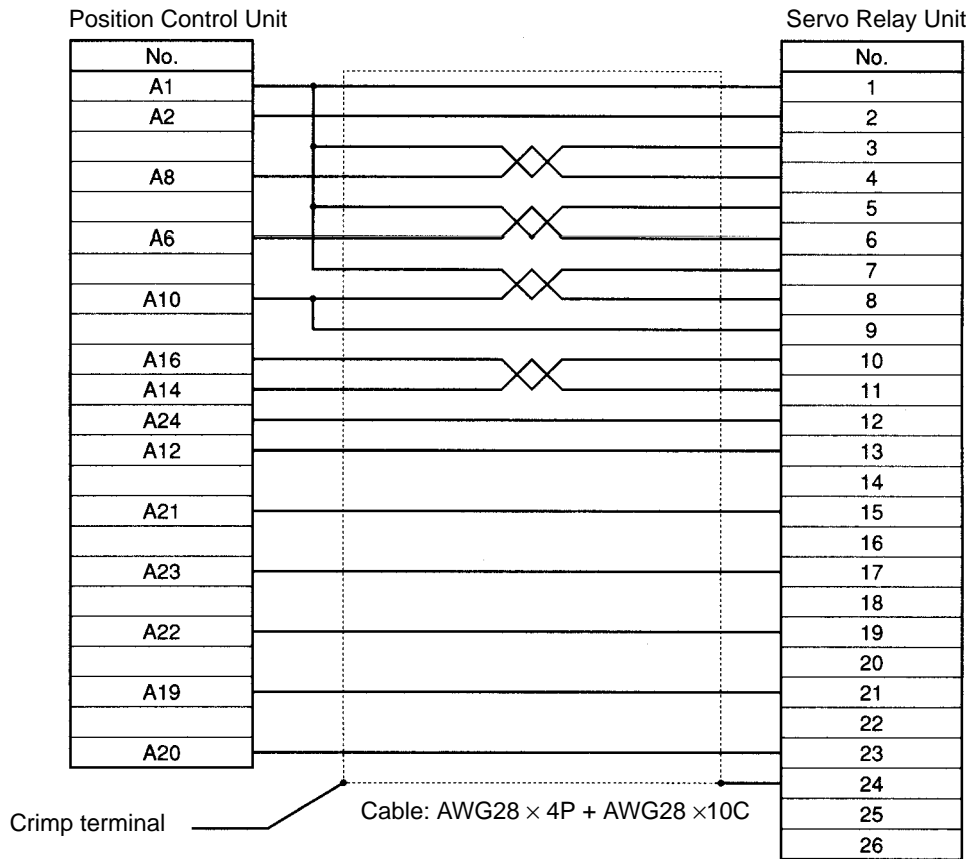 Position Control Unit Servo Relay Unit
No. No.
A1 1
A2 2
3
A8 4
5
A6 6
7
A10 8
9
A16 10
A14 11
A24 12
A12 13
14
A21 15
16
A23 17
18
A22 19
20
A19 21
22
A20 23
24
Cable: AWG28 × 4P + AWG28 ×10C 25
Crimp terminal
26